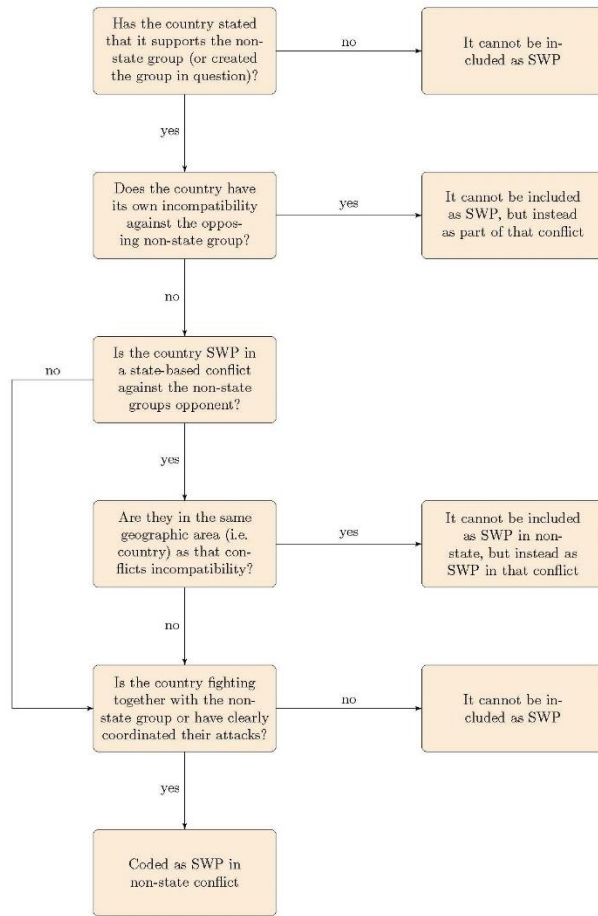 Has the country stated
that it supports the non-
state group (or created
the group in question)?
no
It cannot be in-
cluded as SWP
yes
Does the country have
its own incompatibility
against the oppos-
ing non-state group?
yes
It cannot be included
as SWP, but instead
as part of that conflict
no
Is the country SWP in
a state-based conflict
against the non-state
groups opponent?
no
yes
Are they in the same
geographic area (i.e.
country) as that con-
flicts incompatibility?
yes
It cannot be included
as SWP in non-
state, but instead as
SWP in that conflict
no
Is the country fighting
together with the non-
state group or have clearly
coordinated their attacks?
no
It cannot be in-
cluded as SWP
yes
Coded as SWP in
non-state conflict